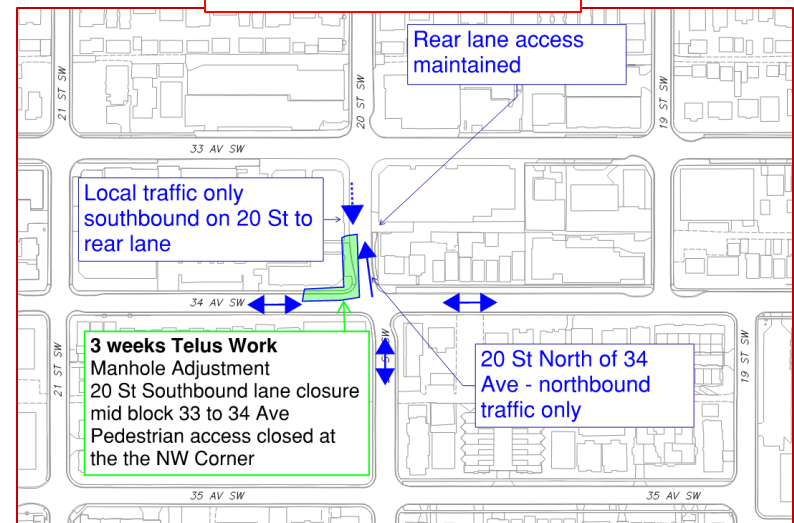 Rear lane access
maintained
21 ST SW
20 ST SW
19 ST SW
33 AV SW
Local traffic only
southbound on 20 St to
rear lane
34 AV SW
3 weeks Telus Work
Manhole Adjustment
20 St Southbound lane closure
mid block 33 to 34 Ave
Pedestrian access closed at
the the NW Corner
20 St North of 34
Ave - northbound
traffic only
21 ST SW
19 ST SW
35 AV SW
35 AV SW